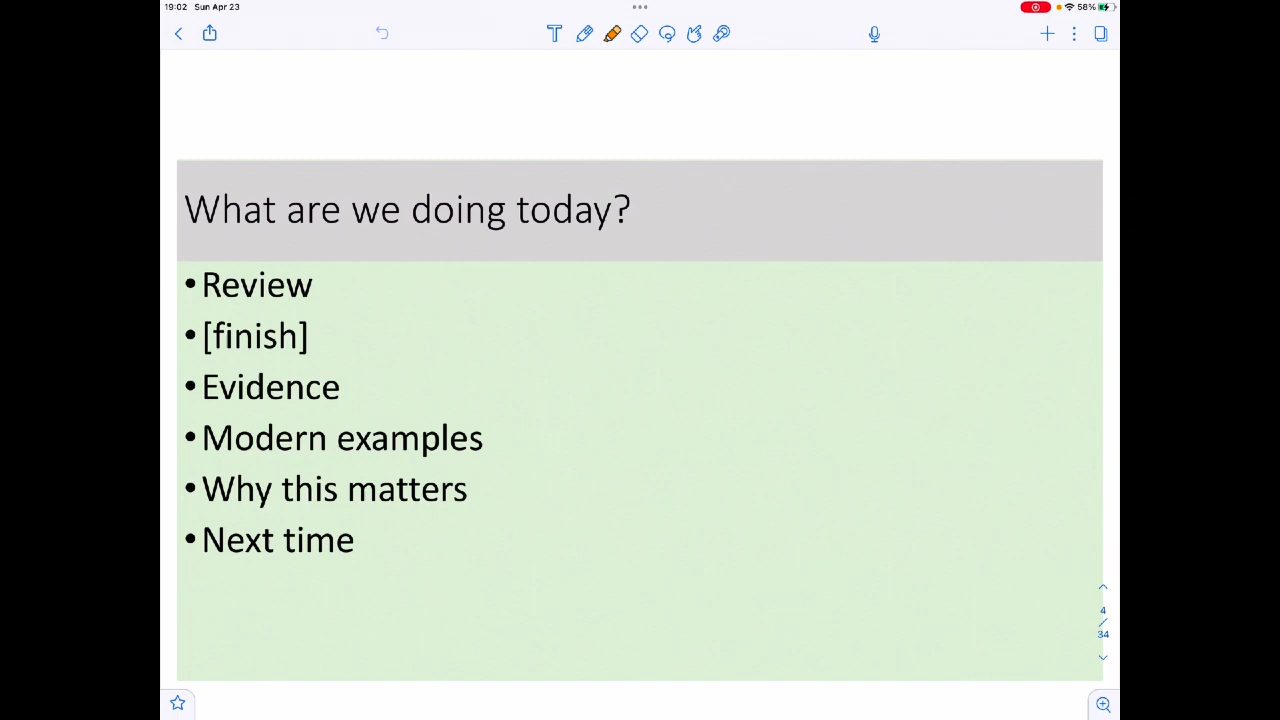 19:02 Sun Apr 23
58%
What are we doing today?
•Review
•[finish]
•Evidence
•Modern examples
•Why this matters
•Next time
4
/
34